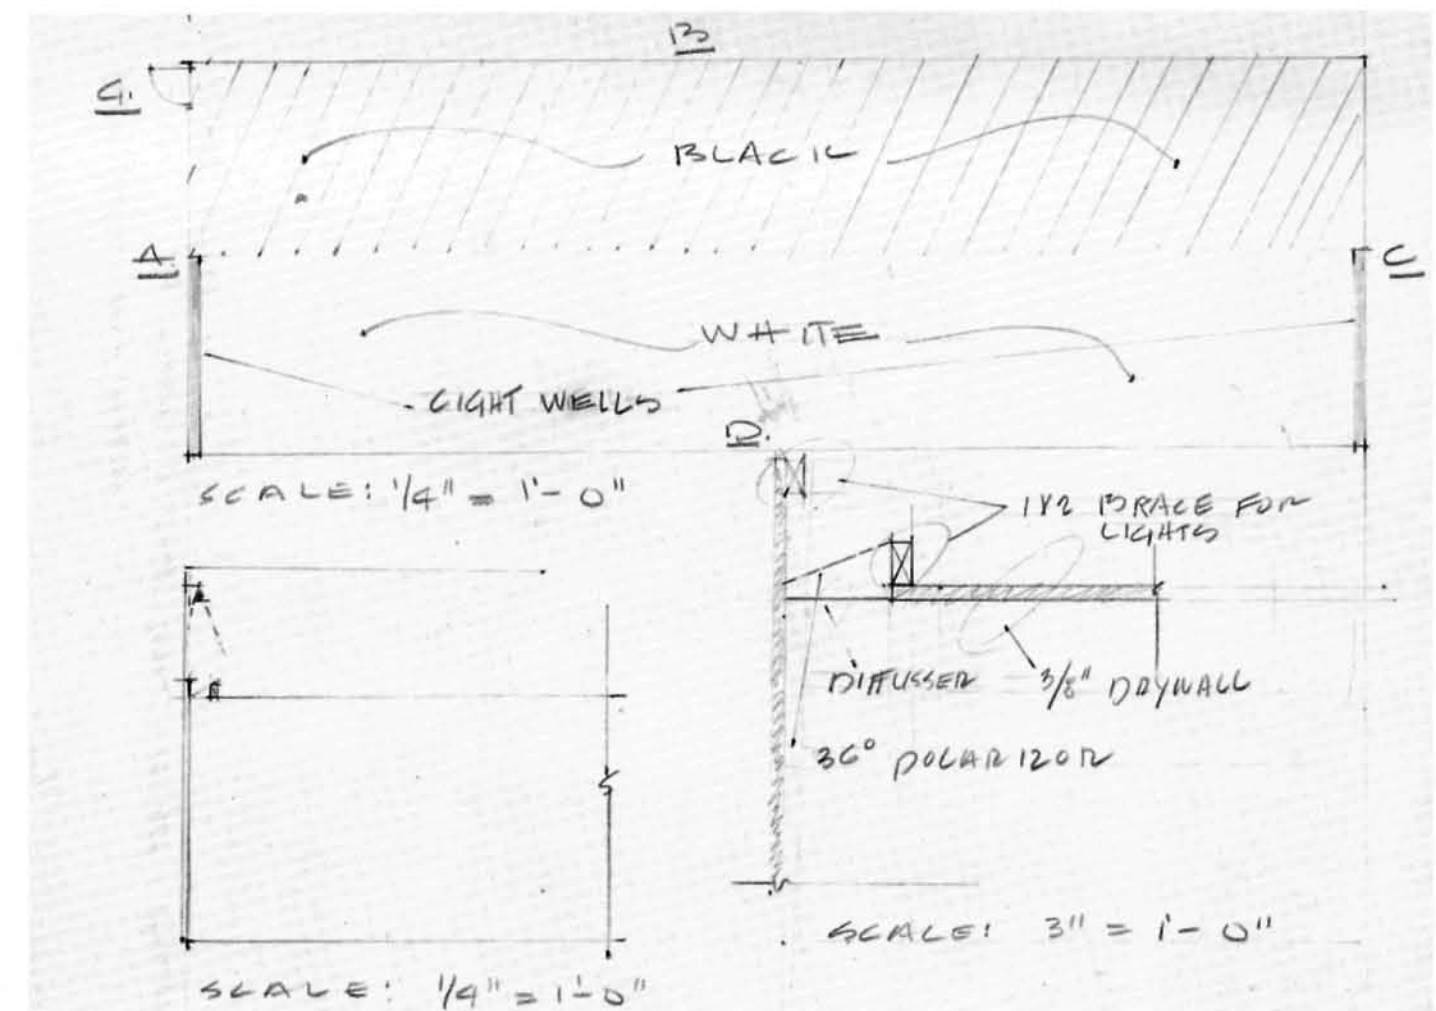 B
G.
BLACK
A.
C
WHITE
LIGHT WELLS
D.
SCALE: 1/4" = 1'-0"
1X2 BRACE FOR
LIGHTS
DIFFUSSER
3/8" DRYWALL
36° POLARIZOR
SCALE: 3" = 1'-0"
SCALE: 1/4" = 1'-0"